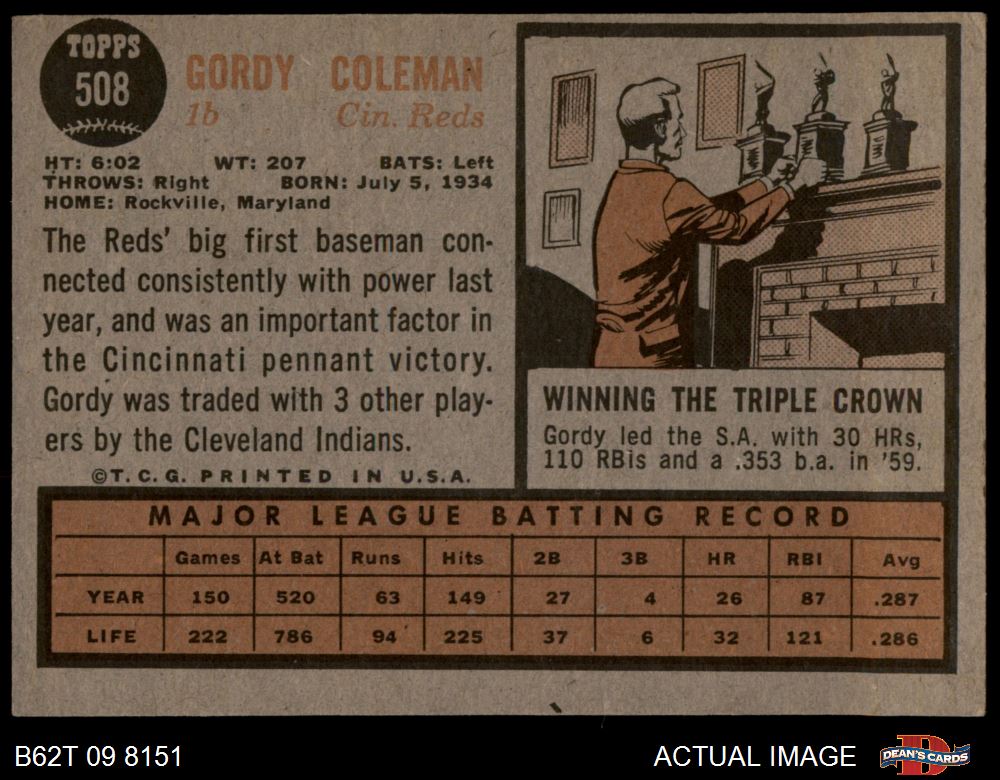 TOPPS
508
GORDY COLEMAN
1b Cin. Reds
HT: 6:02 WT: 207 BATS: Left
THROWS: Right BORN: July 5, 1934
HOME: Rockville, Maryland
The Reds' big first baseman con-
nected consistently with power last
year, and was an important factor in
the Cincinnati pennant victory.
Gordy was traded with 3 other play-
ers by the Cleveland Indians.
©T.C.G. PRINTED IN U.S.A.
WINNING THE TRIPLE CROWN
Gordy led the S.A. with 30 HRs,
110 RBIs and a .353 b.a. in '59.
MAJOR LEAGUE BATTING RECORD
Games At Bat Runs Hits 2B 3B HR RBI Avg
YEAR 150 520 63 149 27 4 26 87 .287
LIFE 222 786 94 225 37 6 32 121 .286
B62T 09 8151 ACTUAL IMAGE DEAN'S CARDS